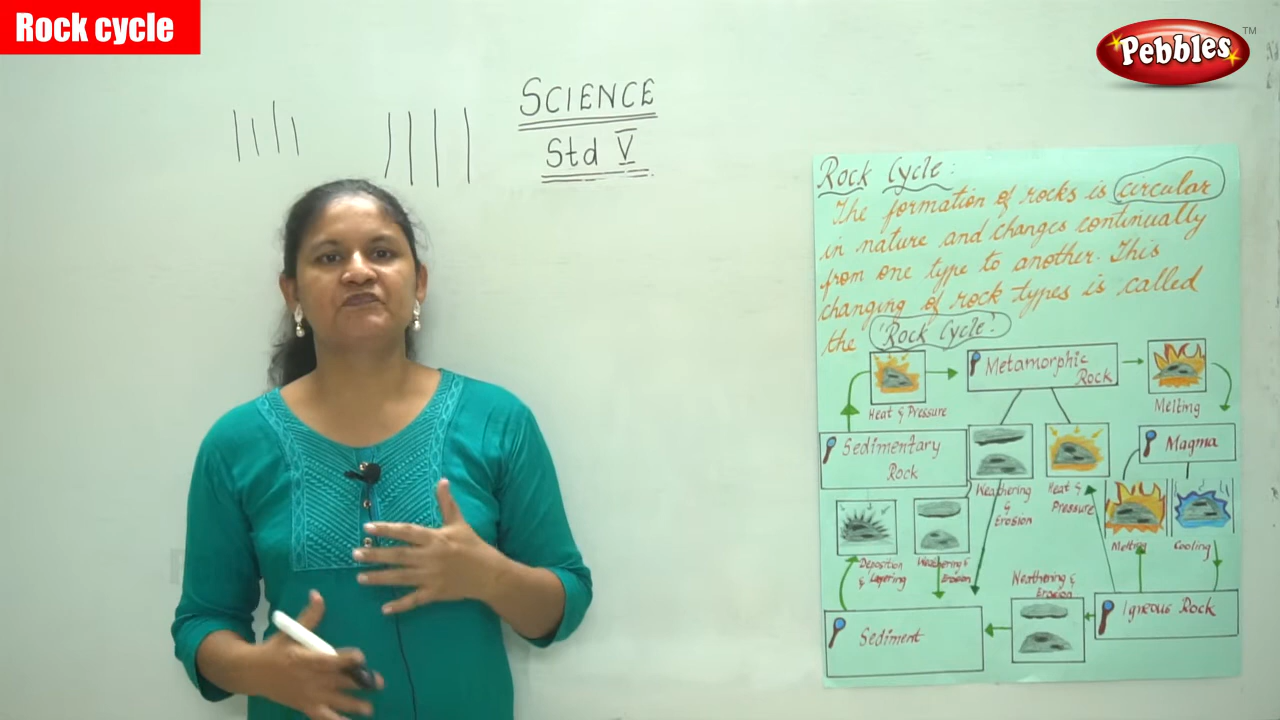 Rock cycle
Pebbles
TM
SCIENCE
Std V
Rock Cycle:
The formation of rocks is circular
in nature and changes continually
from one type to another. This
changing of rock types is called
the 'Rock Cycle'.
Metamorphic
Rock
Heat & Pressure
Melting
Sedimentary
Rock
Magma
Weathering
&
Erosion
Heat &
Pressure
Melting
Cooling
Deposition
& Layering
Weathering &
Erosion
Weathering &
Erosion
Igneous Rock
Sediment